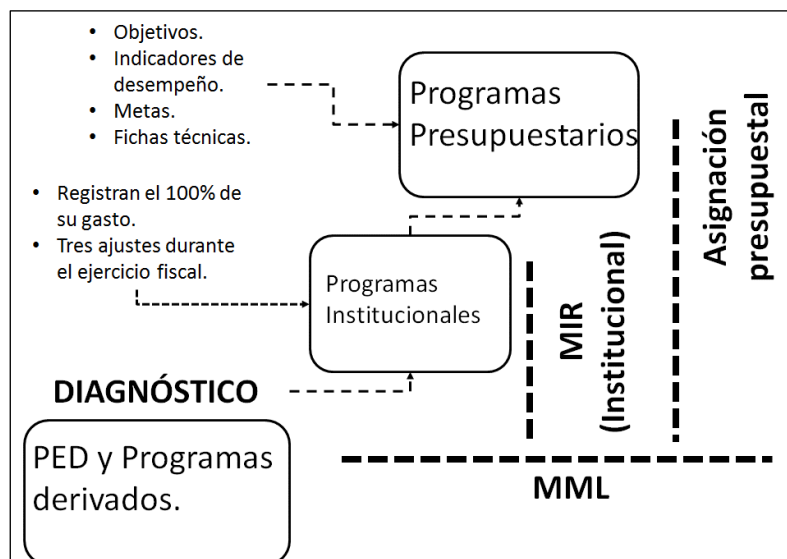 • Objetivos.
• Indicadores de
desempeño.
• Metas.
• Fichas técnicas.
Programas
Presupuestarios
• Registran el 100% de
su gasto.
• Tres ajustes durante
el ejercicio fiscal.
Programas
Institucionales
DIAGNÓSTICO
PED y Programas
derivados.
MIR
(Institucional)
Asignación
presupuestal
MML